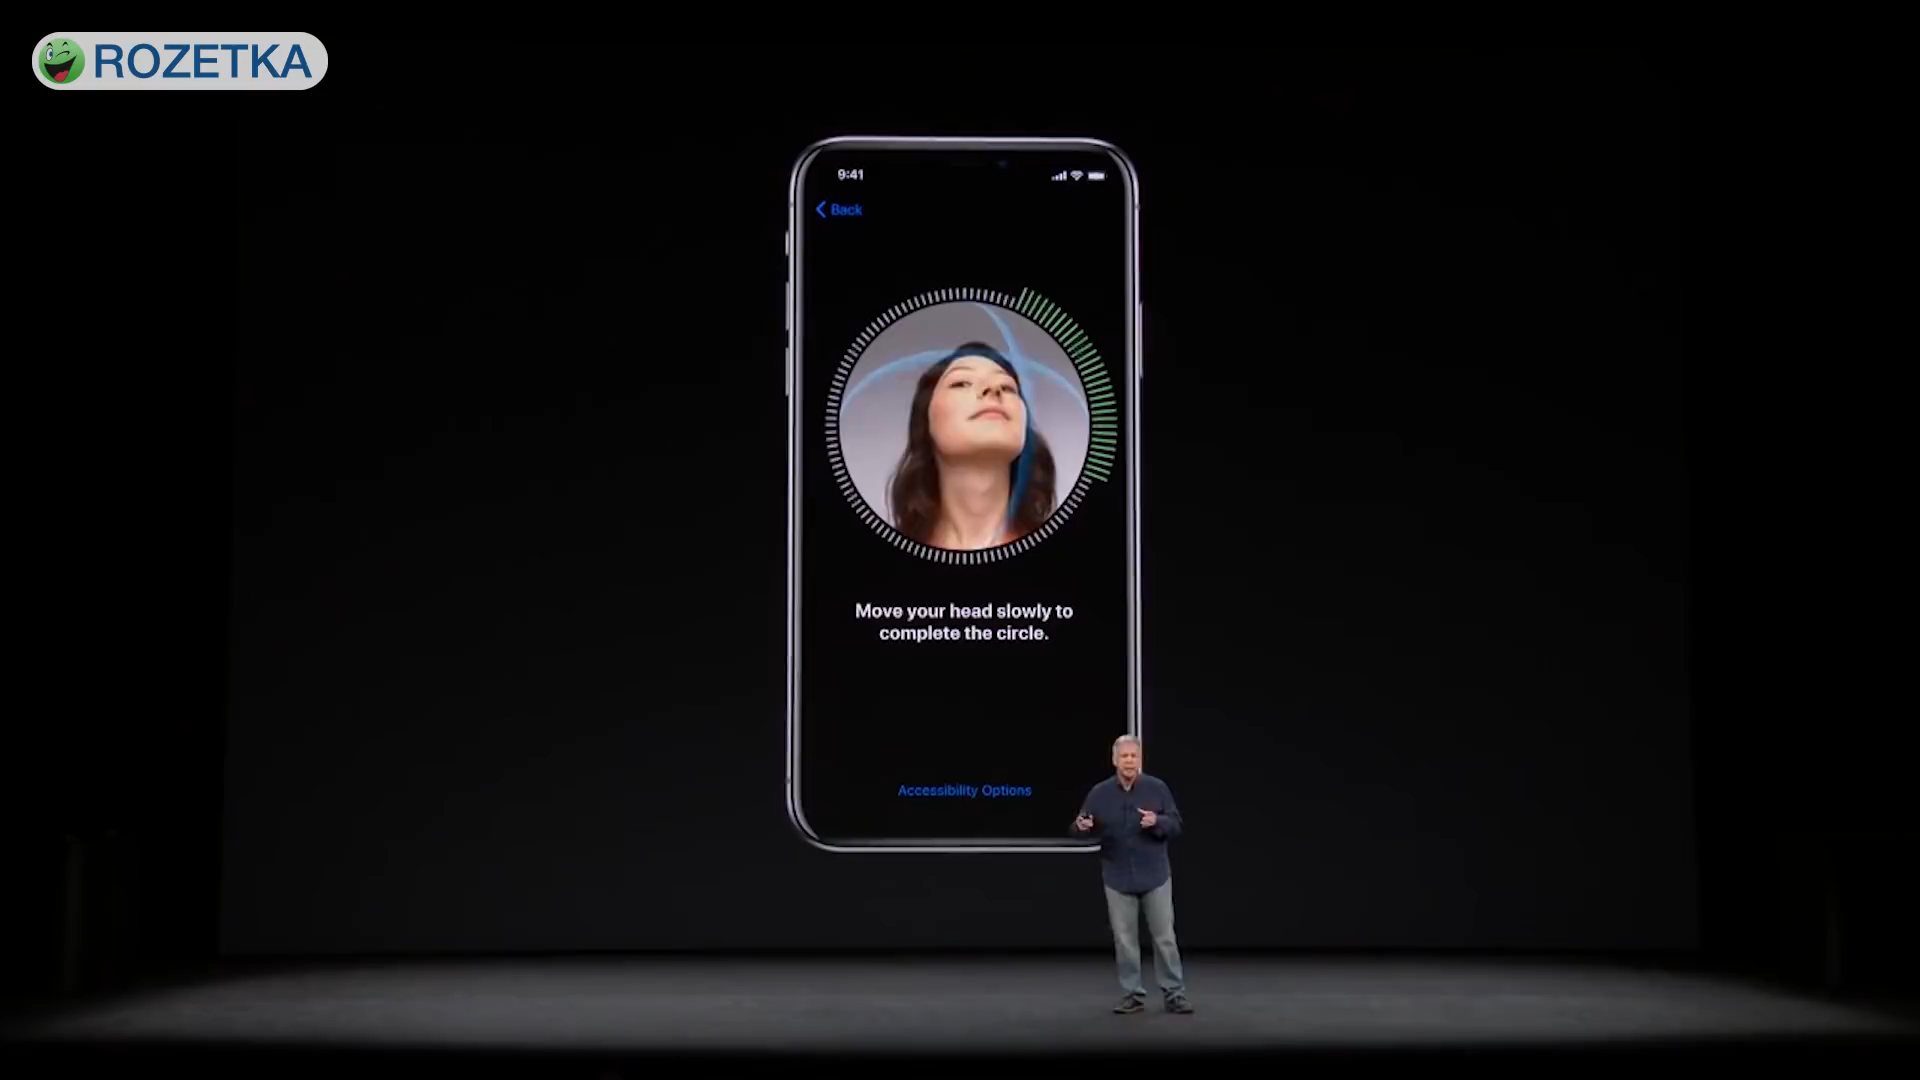 ROZETKA
9:41
Back
Move your head slowly to
complete the circle.
Accessibility Options